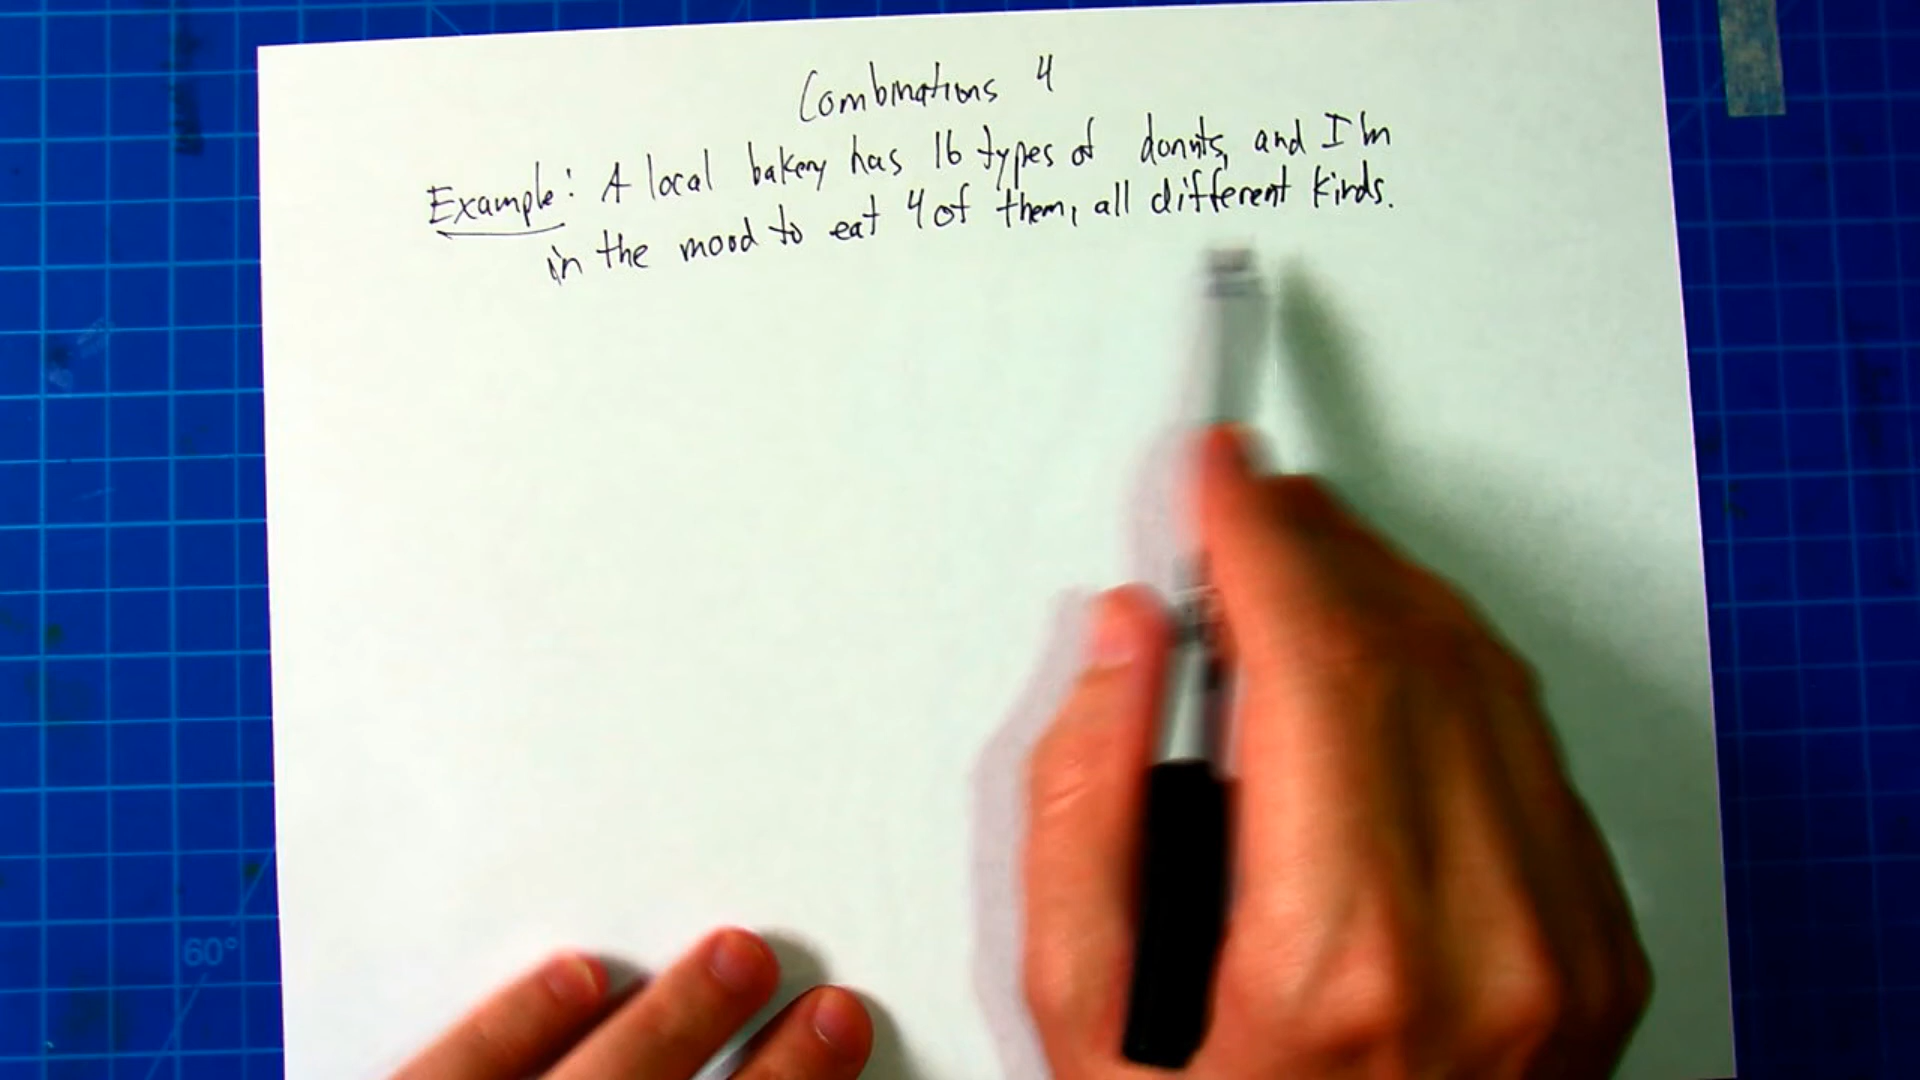 Combinations 4
Example: A local bakery has 16 types of donuts, and I'm
in the mood to eat 4 of them, all different kinds.
60°